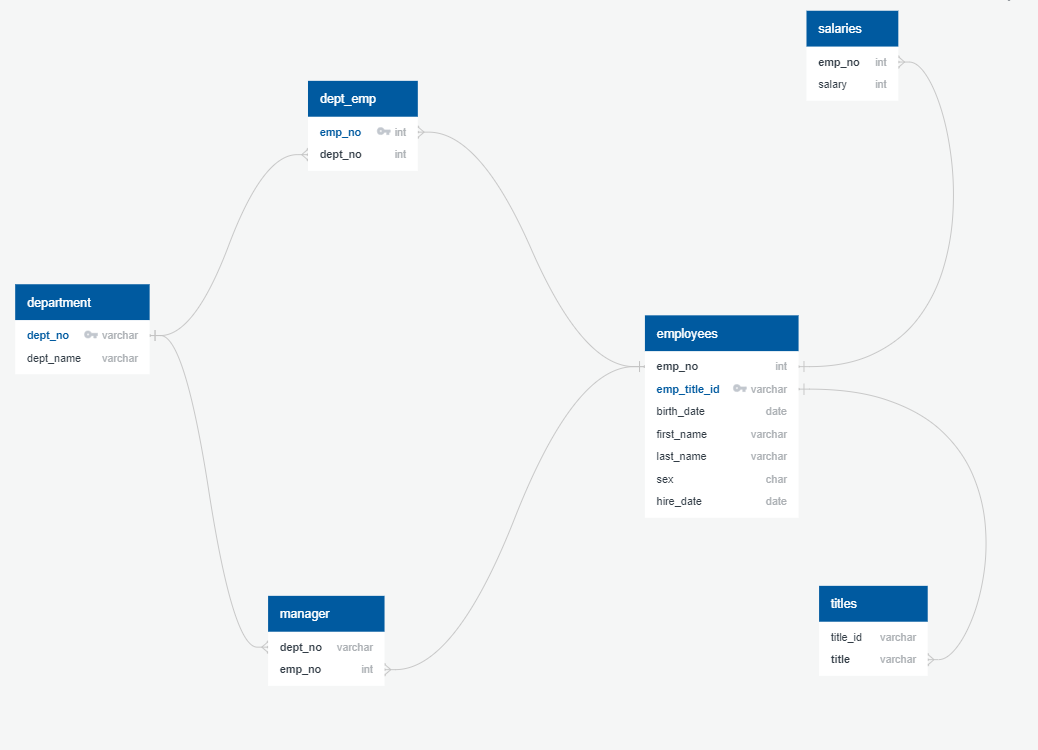 salaries
emp_no int
salary int
dept_emp
emp_no int
dept_no int
department
dept_no varchar
dept_name varchar
employees
emp_no int
emp_title_id varchar
birth_date date
first_name varchar
last_name varchar
sex char
hire_date date
manager
dept_no varchar
emp_no int
titles
title_id varchar
title varchar